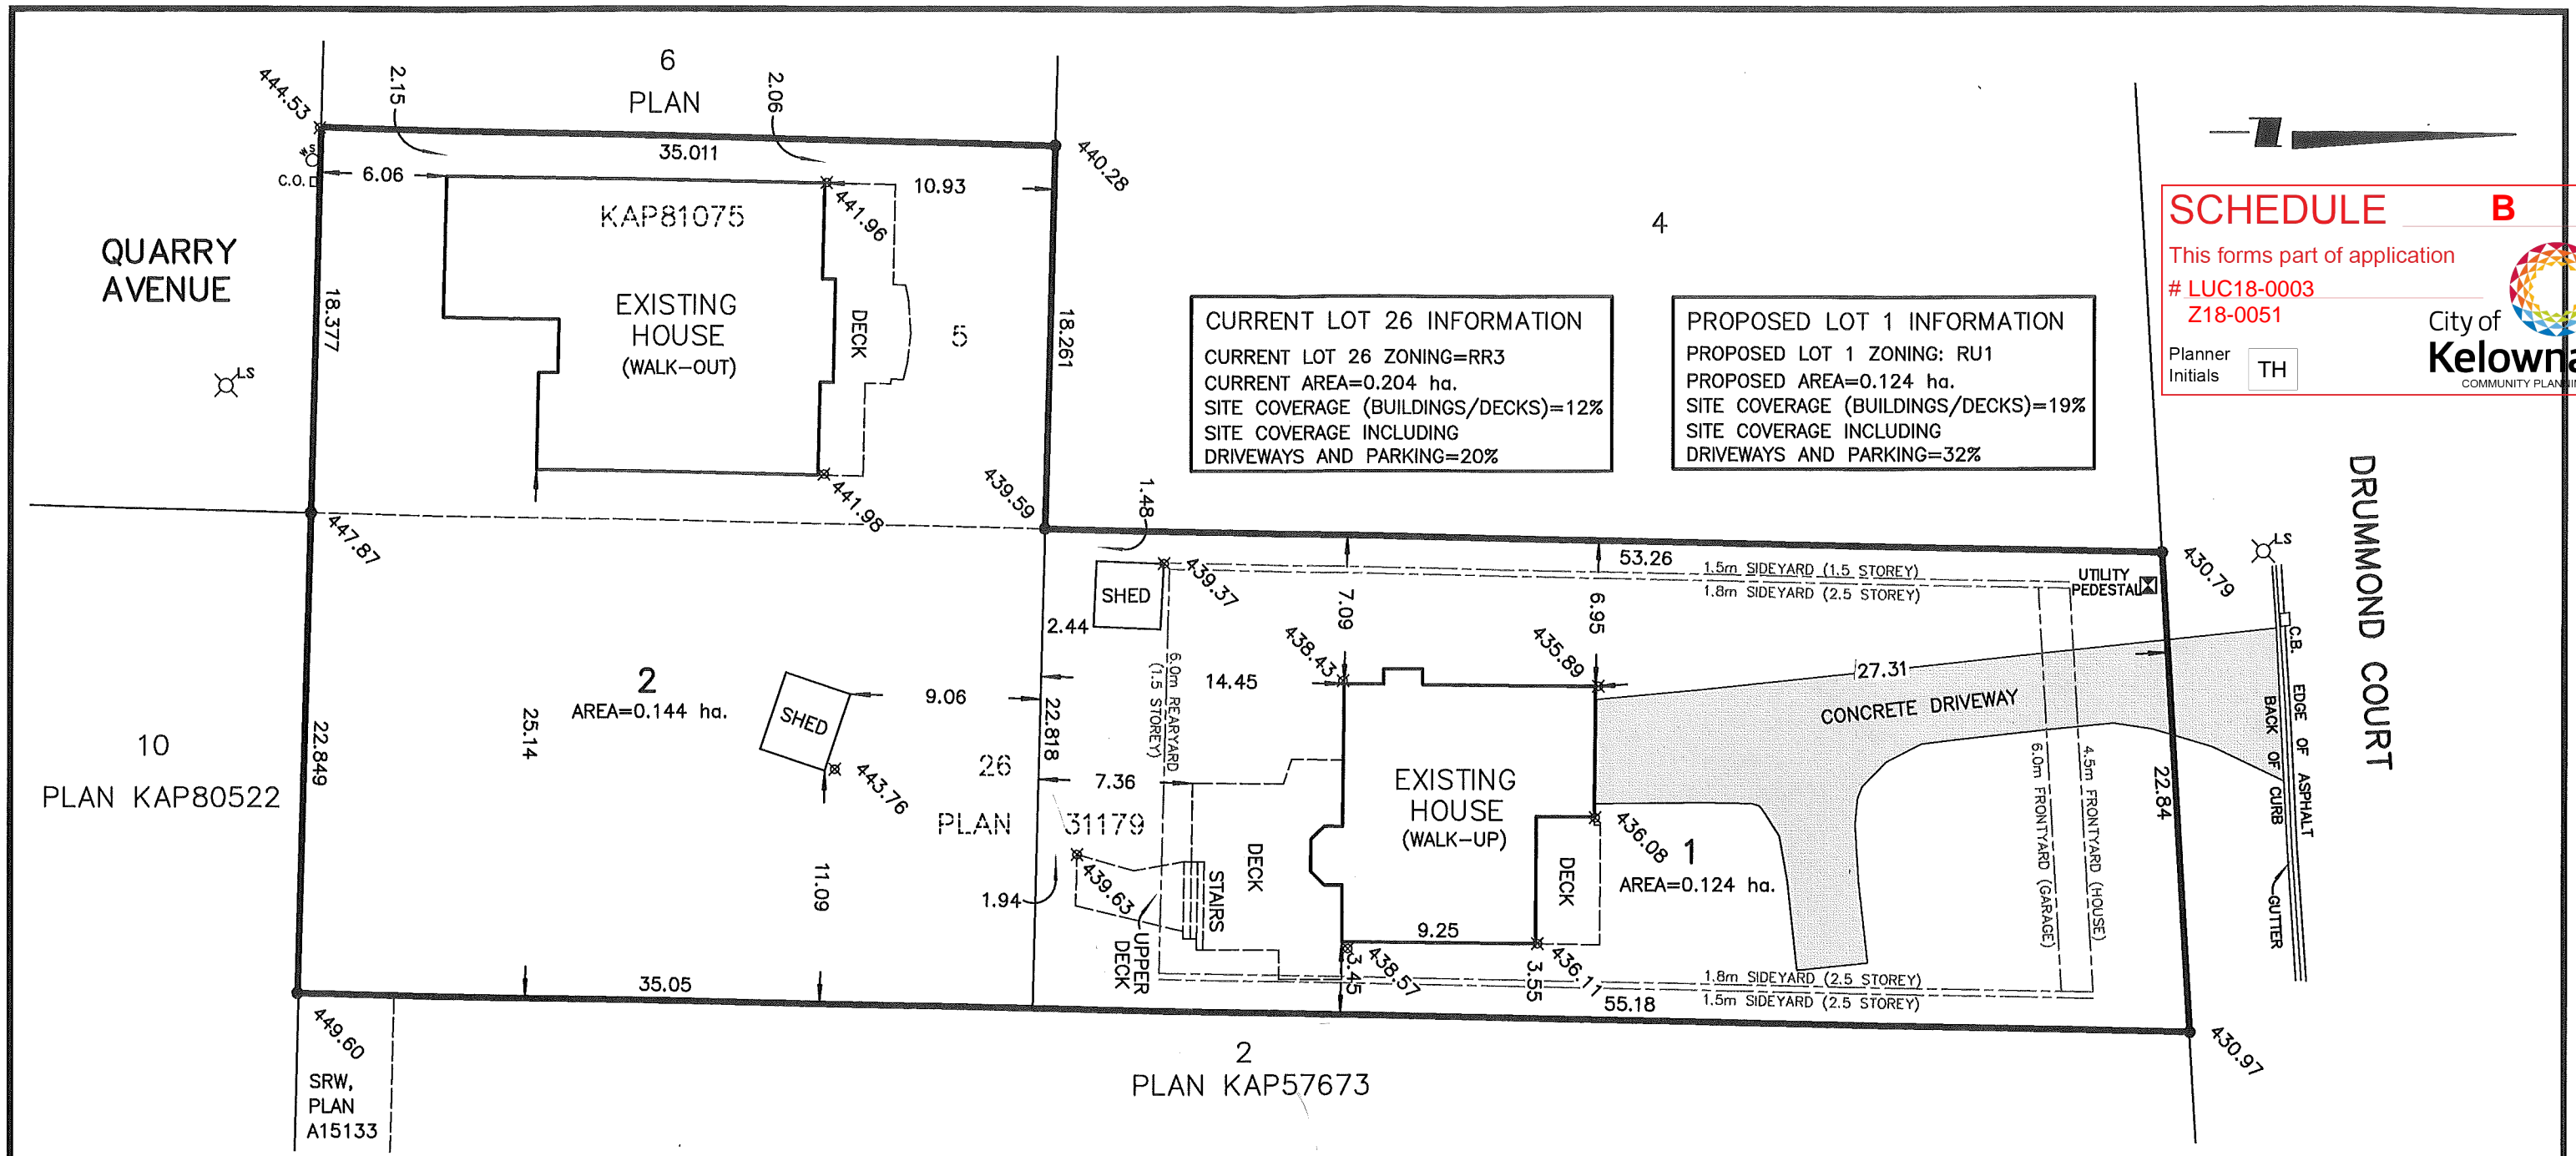 6
PLAN
444.53
2.15
2.06
35.011
440.28
S
W
C.O.
6.06
10.93
KAP81075
441.96
QUARRY
AVENUE
EXISTING
HOUSE
(WALK-OUT)
DECK
5
18.377
18.261
LS
441.98
439.59
447.87
4
CURRENT LOT 26 INFORMATION
CURRENT LOT 26 ZONING=RR3
CURRENT AREA=0.204 ha.
SITE COVERAGE (BUILDINGS/DECKS)=12%
SITE COVERAGE INCLUDING
DRIVEWAYS AND PARKING=20%
PROPOSED LOT 1 INFORMATION
PROPOSED LOT 1 ZONING: RU1
PROPOSED AREA=0.124 ha.
SITE COVERAGE (BUILDINGS/DECKS)=19%
SITE COVERAGE INCLUDING
DRIVEWAYS AND PARKING=32%
SCHEDULE B
This forms part of application
# LUC18-0003
Z18-0051
City of
Kelowna
COMMUNITY PLANNI
Planner
Initials
TH
DRUMMOND COURT
1.48
53.26
1.5m SIDEYARD (1.5 STOREY)
1.8m SIDEYARD (2.5 STOREY)
UTILITY
PEDESTAL
430.79
LS
SHED
439.37
2.44
7.09
6.95
438.43
435.89
6.0m REARYARD
(1.5 STOREY)
14.45
27.31
CONCRETE DRIVEWAY
C.B.
EDGE OF ASPHALT
BACK OF CURB
GUTTER
2
AREA=0.144 ha.
SHED
9.06
22.818
25.14
443.76
11.09
10
PLAN KAP80522
22.849
26
PLAN 31179
7.36
439.63
1.94
STAIRS
UPPER
DECK
DECK
EXISTING
HOUSE
(WALK-UP)
DECK
436.08
1
AREA=0.124 ha.
6.0m FRONTYARD (GARAGE)
4.5m FRONTYARD (HOUSE)
22.84
9.25
3.45
438.57
3.55
436.11
1.8m SIDEYARD (2.5 STOREY)
1.5m SIDEYARD (2.5 STOREY)
55.18
35.05
449.60
SRW,
PLAN
A15133
2
PLAN KAP57673
430.97